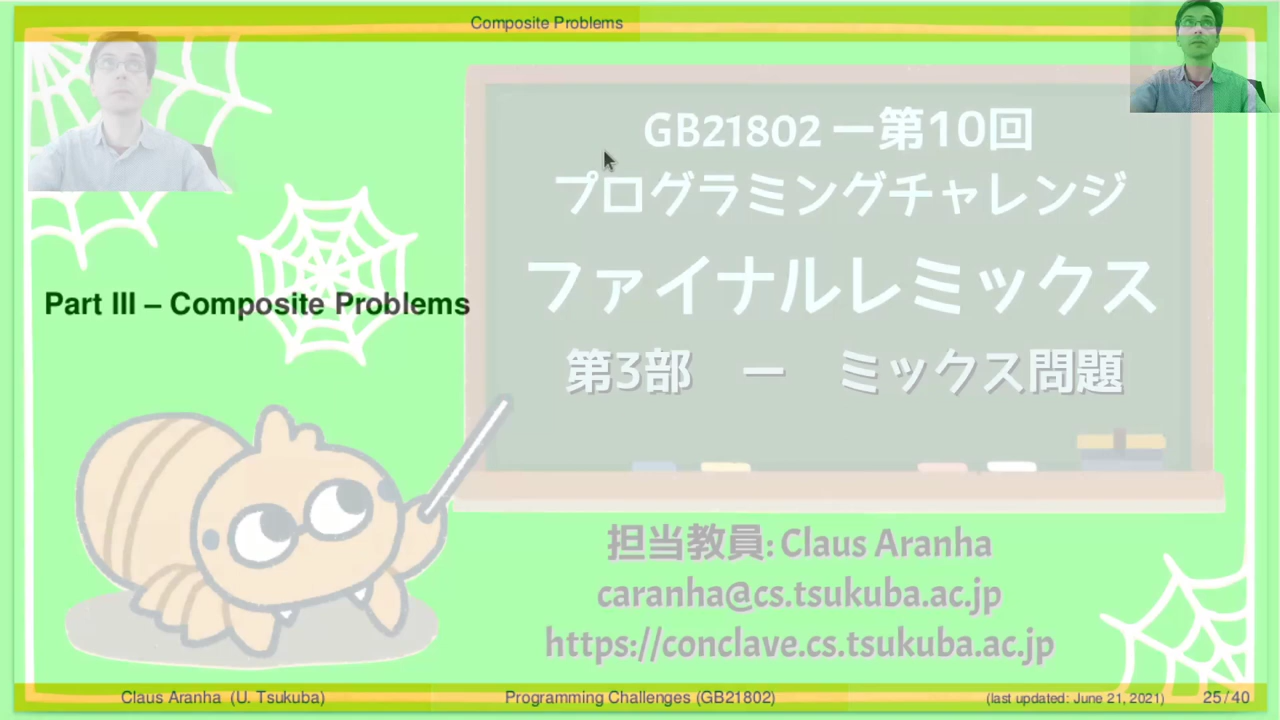 Composite Problems
GB21802 ー第10回
プログラミングチャレンジ
ファイナルレミックス
Part III – Composite Problems
第3部 ー ミックス問題
担当教員: Claus Aranha
caranha@cs.tsukuba.ac.jp
https://conclave.cs.tsukuba.ac.jp
Claus Aranha (U. Tsukuba) Programming Challenges (GB21802) (last updated: June 21, 2021) 25 / 40